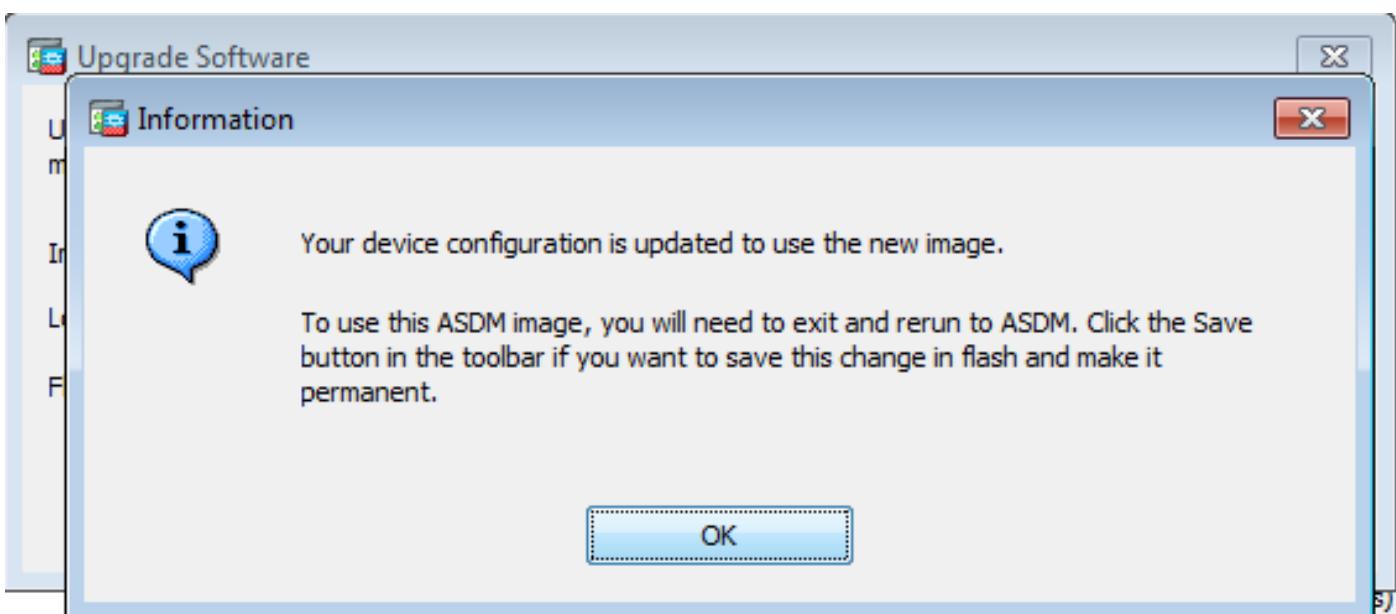 Upgrade Software
Information
Your device configuration is updated to use the new image.
To use this ASDM image, you will need to exit and rerun to ASDM. Click the Save
button in the toolbar if you want to save this change in flash and make it
permanent.
OK